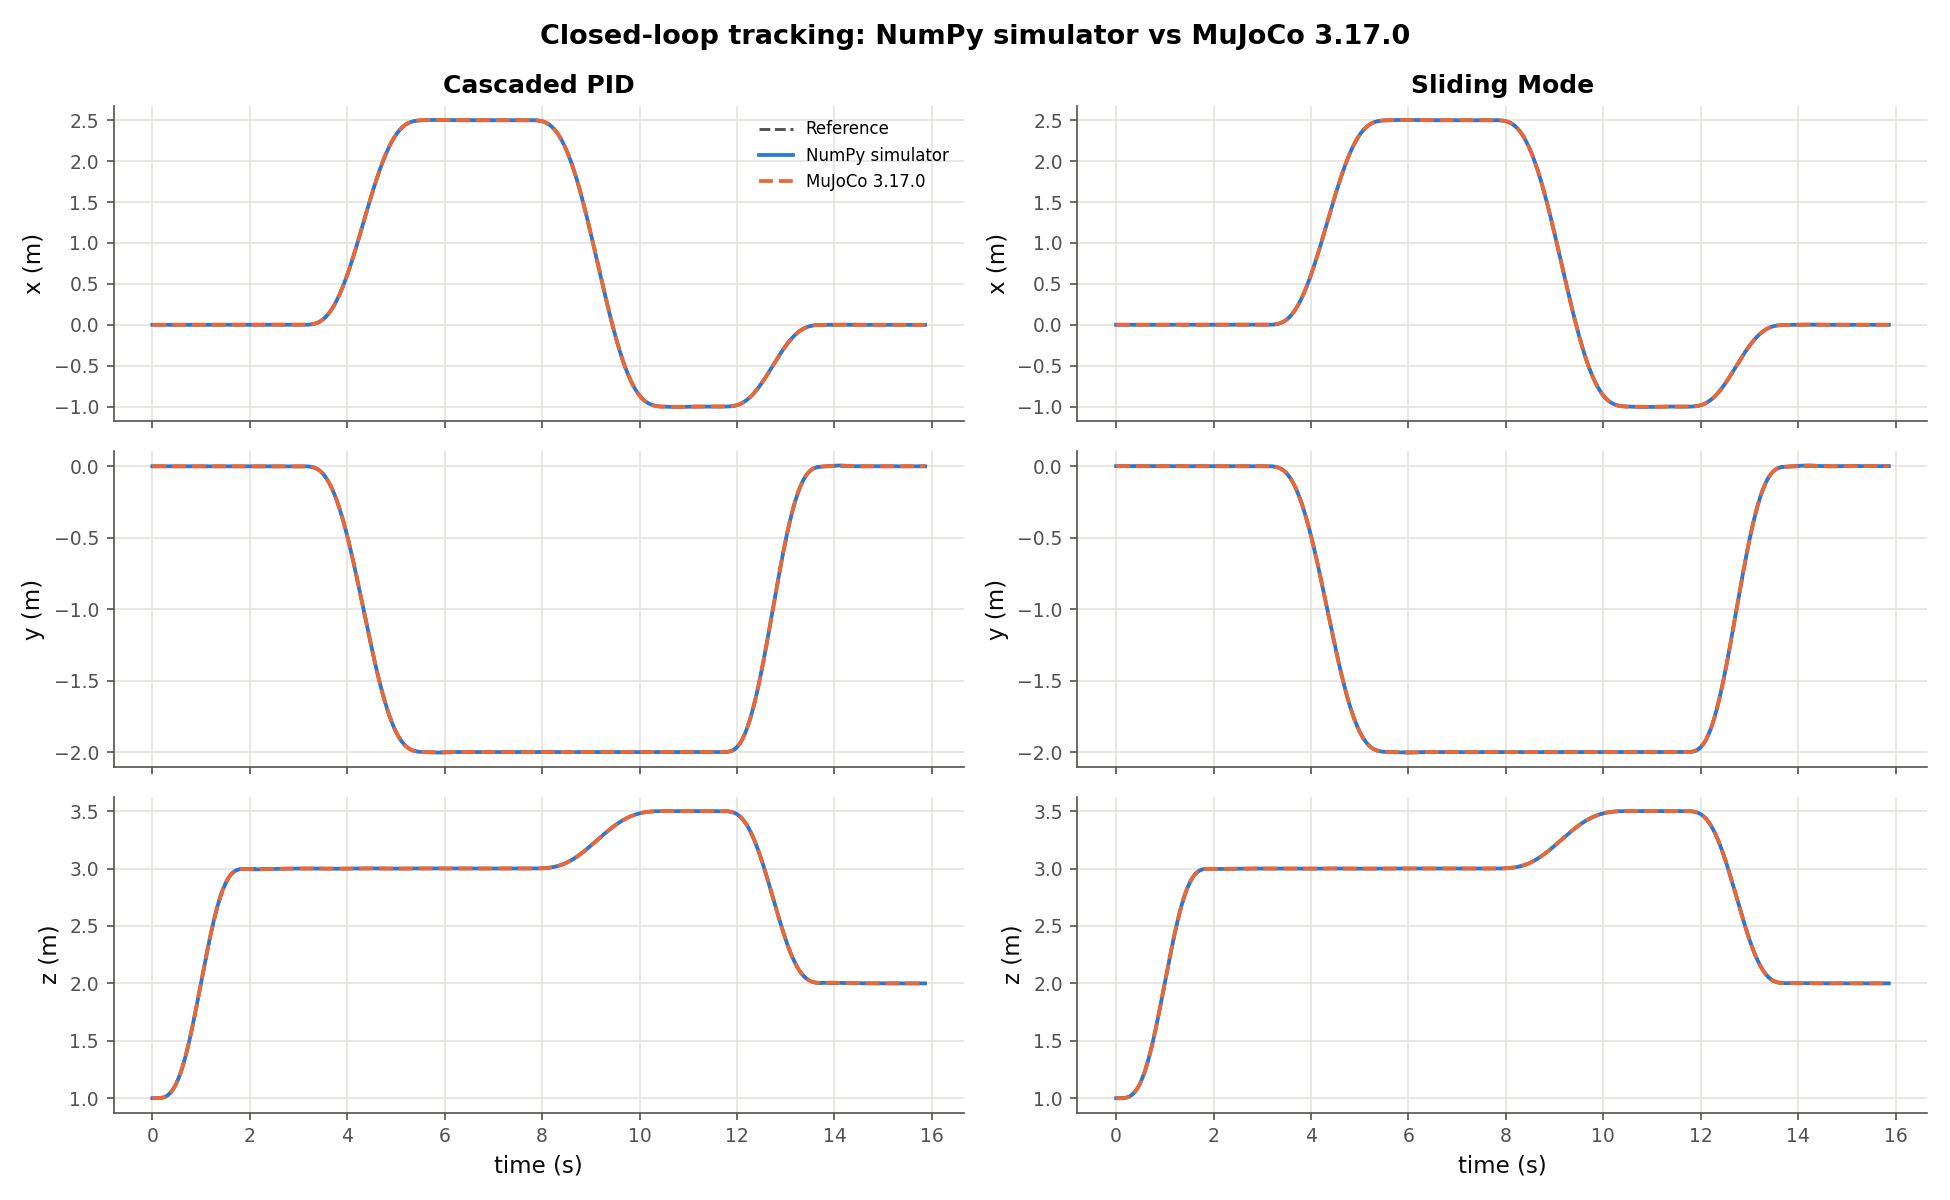 Closed-loop tracking: NumPy simulator vs MuJoCo 3.17.0
Cascaded PID
Sliding Mode
x (m)
2.5
2.0
1.5
1.0
0.5
0.0
−0.5
−1.0
Reference
NumPy simulator
MuJoCo 3.17.0
x (m)
2.5
2.0
1.5
1.0
0.5
0.0
−0.5
−1.0
y (m)
0.0
−0.5
−1.0
−1.5
−2.0
y (m)
0.0
−0.5
−1.0
−1.5
−2.0
z (m)
3.5
3.0
2.5
2.0
1.5
1.0
0 2 4 6 8 10 12 14 16
time (s)
z (m)
3.5
3.0
2.5
2.0
1.5
1.0
0 2 4 6 8 10 12 14 16
time (s)